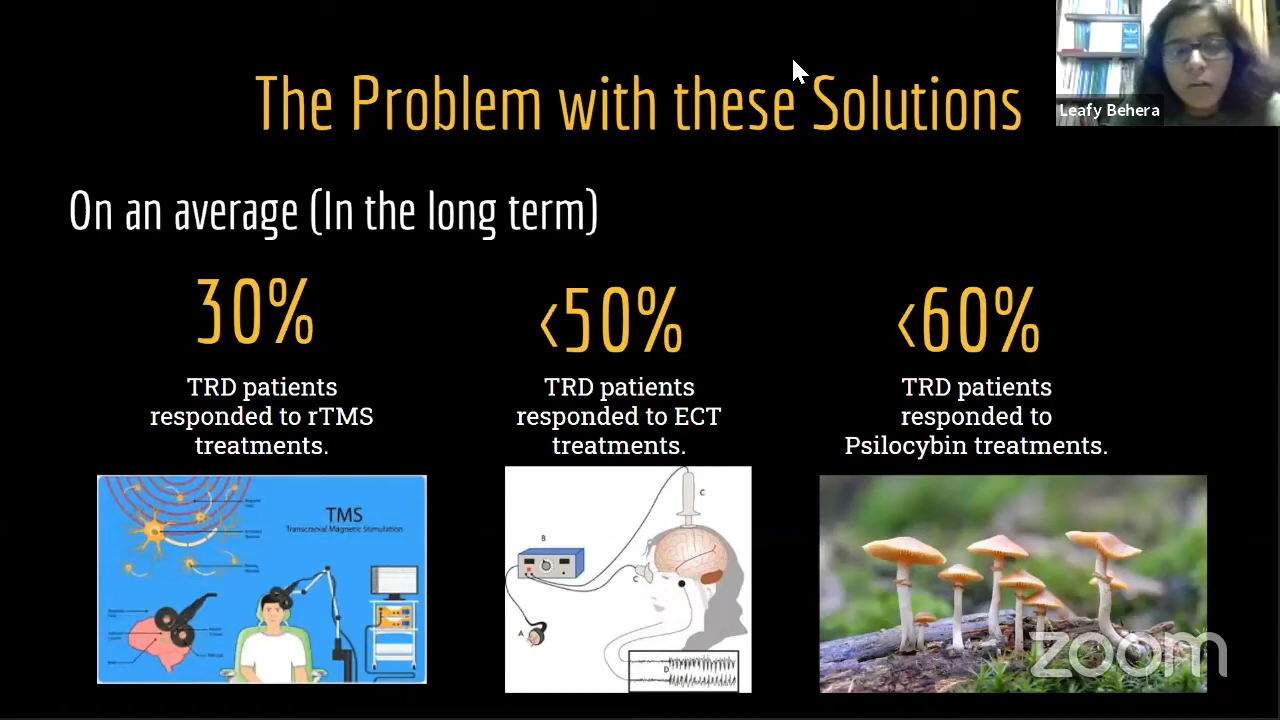 The Problem with these Solutions
Leafy Behera
On an average (In the long term)
30%
TRD patients
responded to rTMS
treatments.
<50%
TRD patients
responded to ECT
treatments.
<60%
TRD patients
responded to
Psilocybin treatments.
TMS
Transcranial Magnetic Stimulation
A
B
C
C
D
zoom